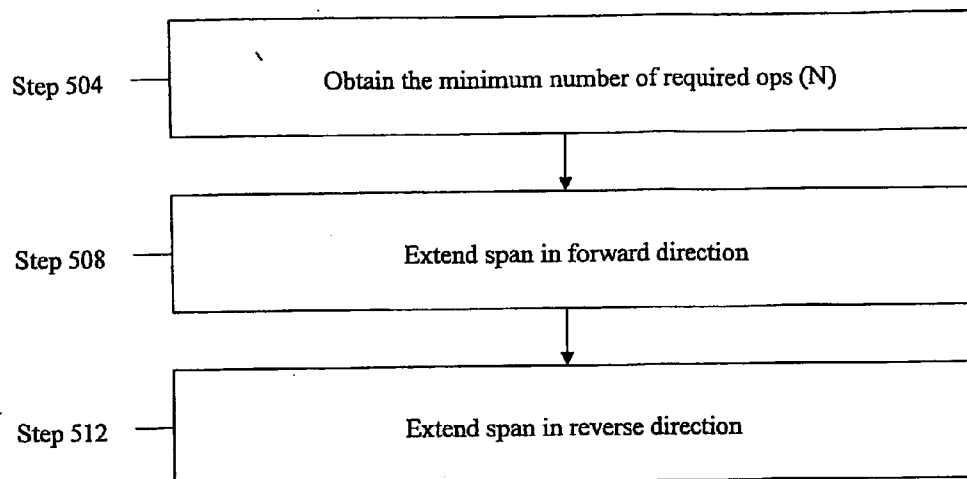 Step 504
Obtain the minimum number of required ops (N)
Step 508
Extend span in forward direction
Step 512
Extend span in reverse direction